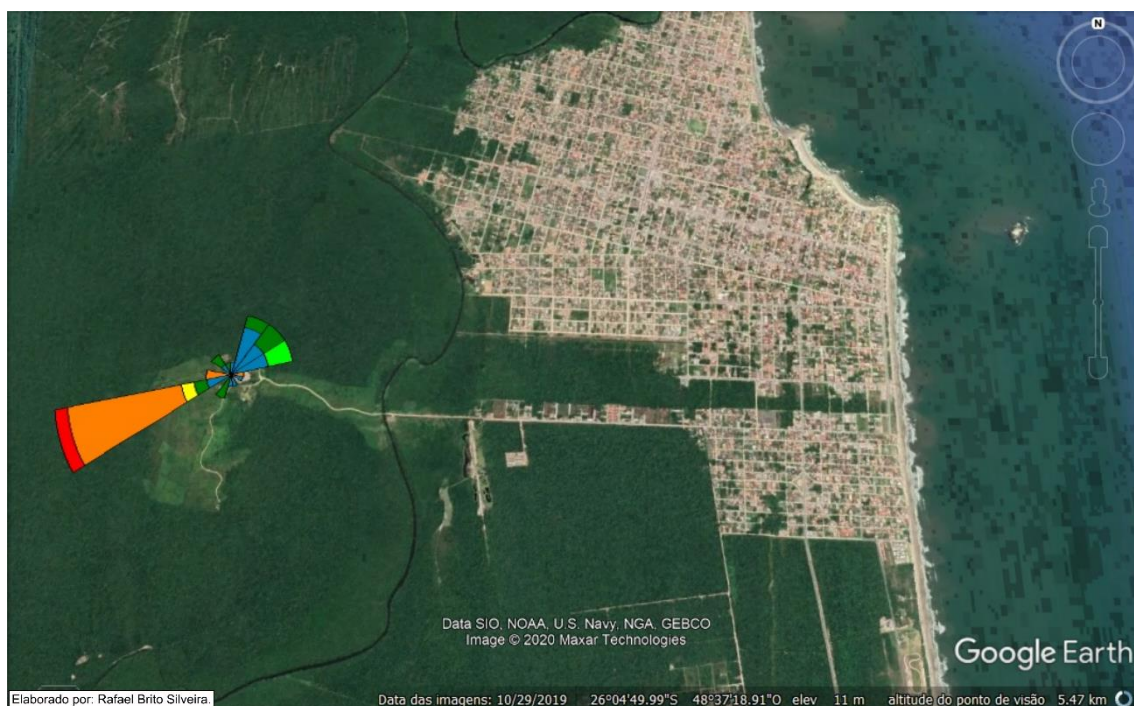 N
Data SIO, NOAA, U.S. Navy, NGA, GEBCO
Image © 2020 Maxar Technologies
Google Earth
Elaborado por: Rafael Brito Silveira.
Data das imagens: 10/29/2019 26°04'49.99"S 48°37'18.91"O elev 11 m altitude do ponto de visão 5.47 km